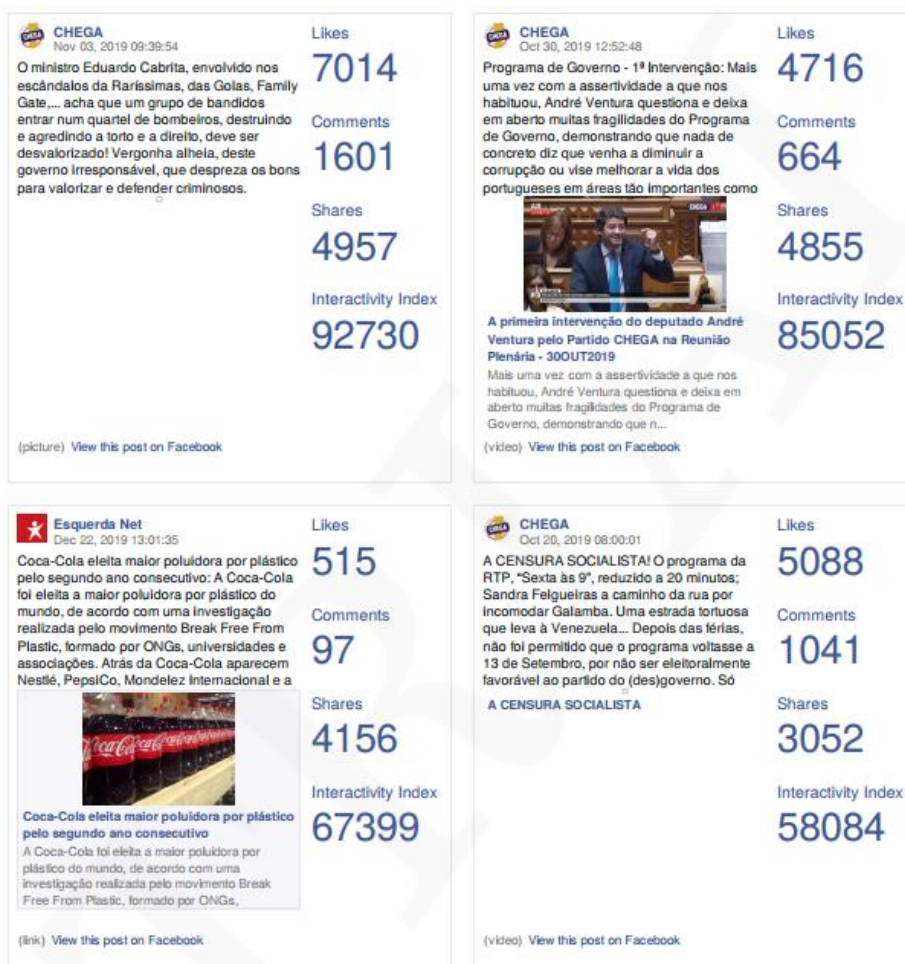 CHEGA
Nov 03, 2019 09:39:54
O ministro Eduardo Cabrita, envolvido nos
escândalos da Raríssimas, das Golas, Family
Gate,... acha que um grupo de bandidos
entrar num quartel de bombeiros, destruindo
e agredindo a torto e a direito, deve ser
desvalorizado! Vergonha alheia, deste
governo irresponsável, que despreza os bons
para valorizar e defender criminosos.
(picture) View this post on Facebook
Likes
7014
Comments
1601
Shares
4957
Interactivity Index
92730
CHEGA
Oct 30, 2019 12:52:48
Programa de Governo - 1ª Intervenção: Mais
uma vez com a assertividade a que nos
habituou, André Ventura questiona e deixa
em aberto muitas fragilidades do Programa
de Governo, demonstrando que nada de
concreto diz que venha a diminuir a
corrupção ou vise melhorar a vida dos
portugueses em áreas tão importantes como
CHEGA
A primeira intervenção do deputado André
Ventura pelo Partido CHEGA na Reunião
Plenária - 30OUT2019
Mais uma vez com a assertividade a que nos
habituou, André Ventura questiona e deixa em
aberto muitas fragilidades do Programa de
Governo, demonstrando que n...
(video) View this post on Facebook
Likes
4716
Comments
664
Shares
4855
Interactivity Index
85052
Esquerda Net
Dec 22, 2019 13:01:35
Coca-Cola eleita maior poluidora por plástico
pelo segundo ano consecutivo: A Coca-Cola
foi eleita a maior poluidora por plástico do
mundo, de acordo com uma investigação
realizada pelo movimento Break Free From
Plastic, formado por ONGs, universidades e
associações. Atrás da Coca-Cola aparecem
Nestlé, PepsiCo, Mondelez Internacional e a
Coca-Cola
Coca-Cola eleita maior poluidora por plástico
pelo segundo ano consecutivo
A Coca-Cola foi eleita a maior poluidora por
plástico do mundo, de acordo com uma
investigação realizada pelo movimento Break
Free From Plastic, formado por ONGs,
(link) View this post on Facebook
Likes
515
Comments
97
Shares
4156
Interactivity Index
67399
CHEGA
Oct 20, 2019 08:00:01
A CENSURA SOCIALISTA! O programa da
RTP, "Sexta às 9", reduzido a 20 minutos;
Sandra Felgueiras a caminho da rua por
incomodar Galamba. Uma estrada tortuosa
que leva à Venezuela... Depois das férias,
não foi permitido que o programa voltasse a
13 de Setembro, por não ser eleitoralmente
favorável ao partido do (des)governo. Só
A CENSURA SOCIALISTA
(video) View this post on Facebook
Likes
5088
Comments
1041
Shares
3052
Interactivity Index
58084